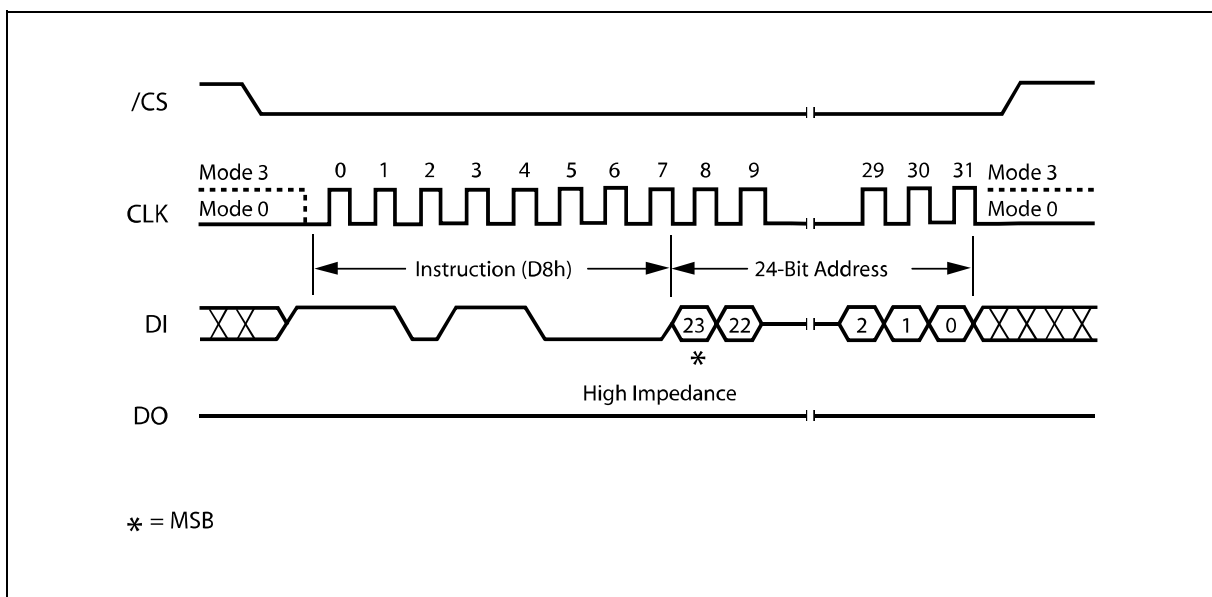 /CS
Mode 3 0 1 2 3 4 5 6 7 8 9 29 30 31 Mode 3
CLK Mode 0 Mode 0
Instruction (D8h) 24-Bit Address
DI 23 22 2 1 0
*
High Impedance
DO
* = MSB